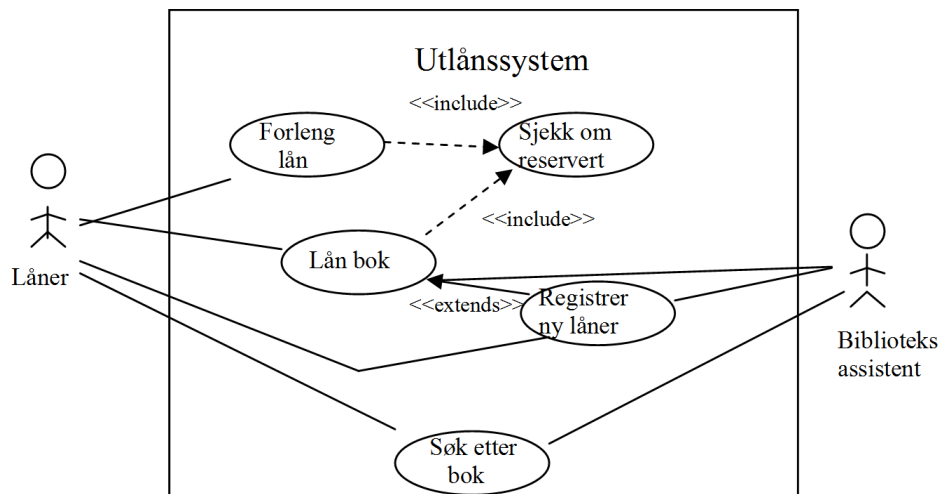 Utlånssystem
<<include>>
Forleng
lån
Sjekk om
reservert
<<include>>
Låner
Lån bok
<<extends>>
Registrer
ny låner
Biblioteks
assistent
Søk etter
bok